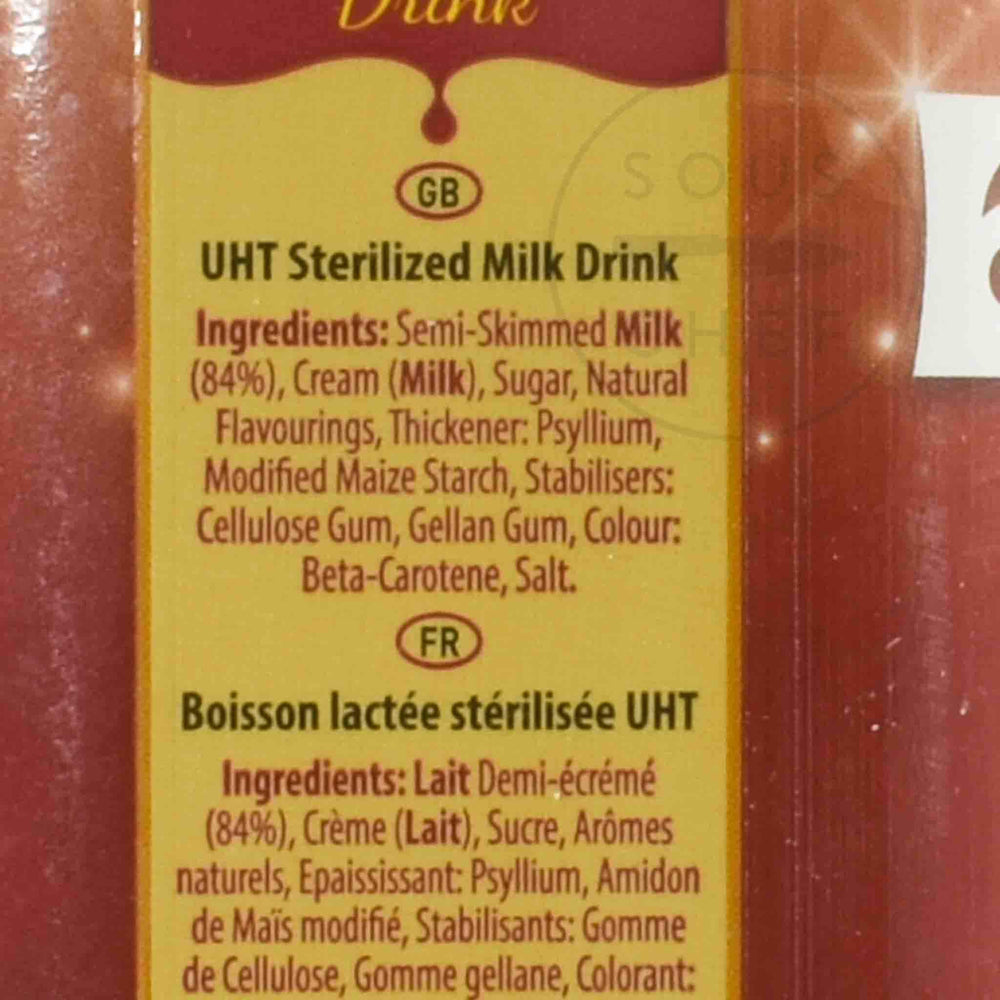 Drink
GB
UHT Sterilized Milk Drink
Ingredients: Semi-Skimmed Milk
(84%), Cream (Milk), Sugar, Natural
Flavourings, Thickener: Psyllium,
Modified Maize Starch, Stabilisers:
Cellulose Gum, Gellan Gum, Colour:
Beta-Carotene, Salt.
FR
Boisson lactée stérilisée UHT
Ingredients: Lait Demi-écrémé
(84%), Crème (Lait), Sucre, Arômes
naturels, Epaississant: Psyllium, Amidon
de Maïs modifié, Stabilisants: Gomme
de Cellulose, Gomme gellane, Colorant:
SOUS
CHEF